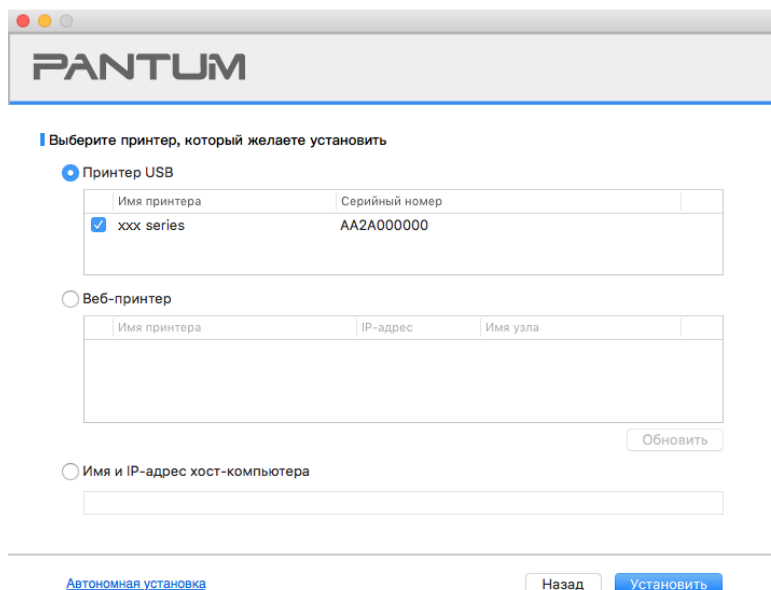 PANTUM
Выберите принтер, который желаете установить
Принтер USB
Имя принтера Серийный номер
xxx series AA2A000000
Веб-принтер
Имя принтера IP-адрес Имя узла
Обновить
Имя и IP-адрес хост-компьютера
Автономная установка Назад Установить